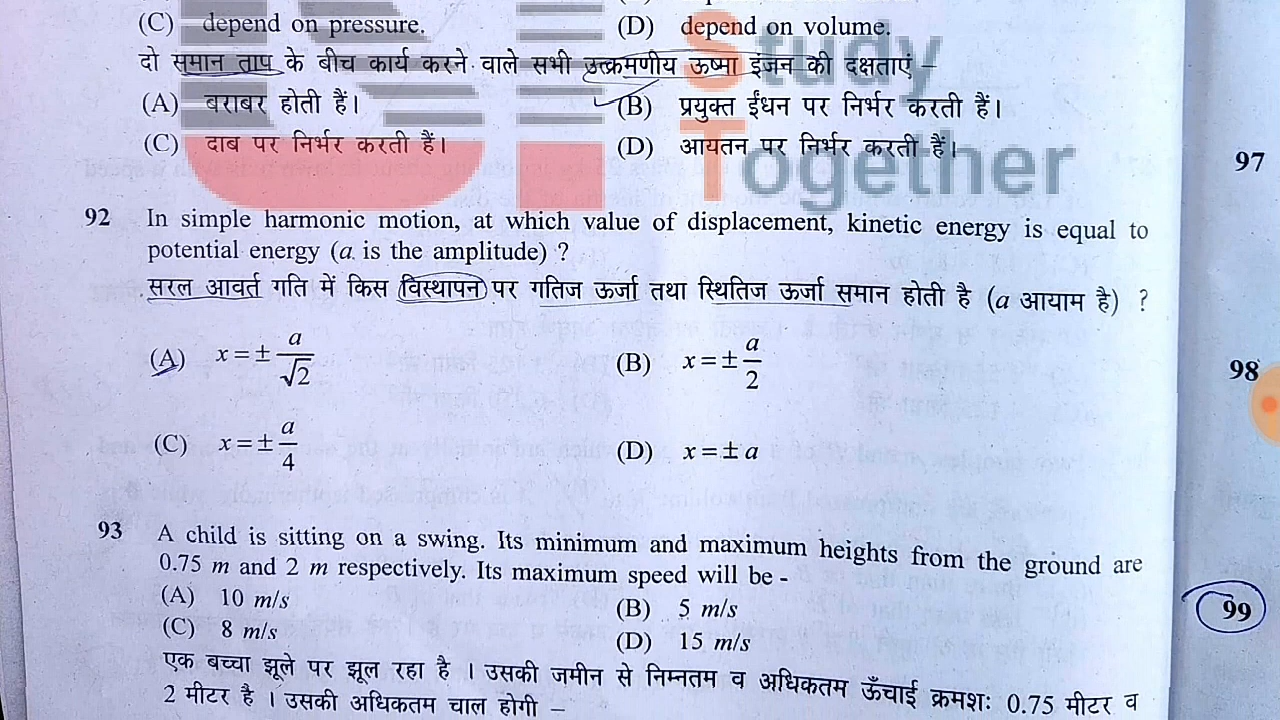 (C) depend on pressure. (D) depend on volume.
दो समान ताप के बीच कार्य करने वाले सभी उत्क्रमणीय ऊष्मा इंजन की दक्षताएं –
(A) बराबर होती हैं। (B) प्रयुक्त ईंधन पर निर्भर करती हैं।
(C) दाब पर निर्भर करती हैं। (D) आयतन पर निर्भर करती हैं।
Study
Together
97
92 In simple harmonic motion, at which value of displacement, kinetic energy is equal to
potential energy (a is the amplitude) ?
सरल आवर्त गति में किस विस्थापन पर गतिज ऊर्जा तथा स्थितिज ऊर्जा समान होती है (a आयाम है) ?
(A) x = ± a/√2 (B) x = ± a/2
98
(C) x = ± a/4 (D) x = ± a
93 A child is sitting on a swing. Its minimum and maximum heights from the ground are
0.75 m and 2 m respectively. Its maximum speed will be -
(A) 10 m/s (B) 5 m/s
99
(C) 8 m/s (D) 15 m/s
एक बच्चा झूले पर झूल रहा है । उसकी जमीन से निम्नतम व अधिकतम ऊँचाई क्रमशः 0.75 मीटर व
2 मीटर है । उसकी अधिकतम चाल होगी –